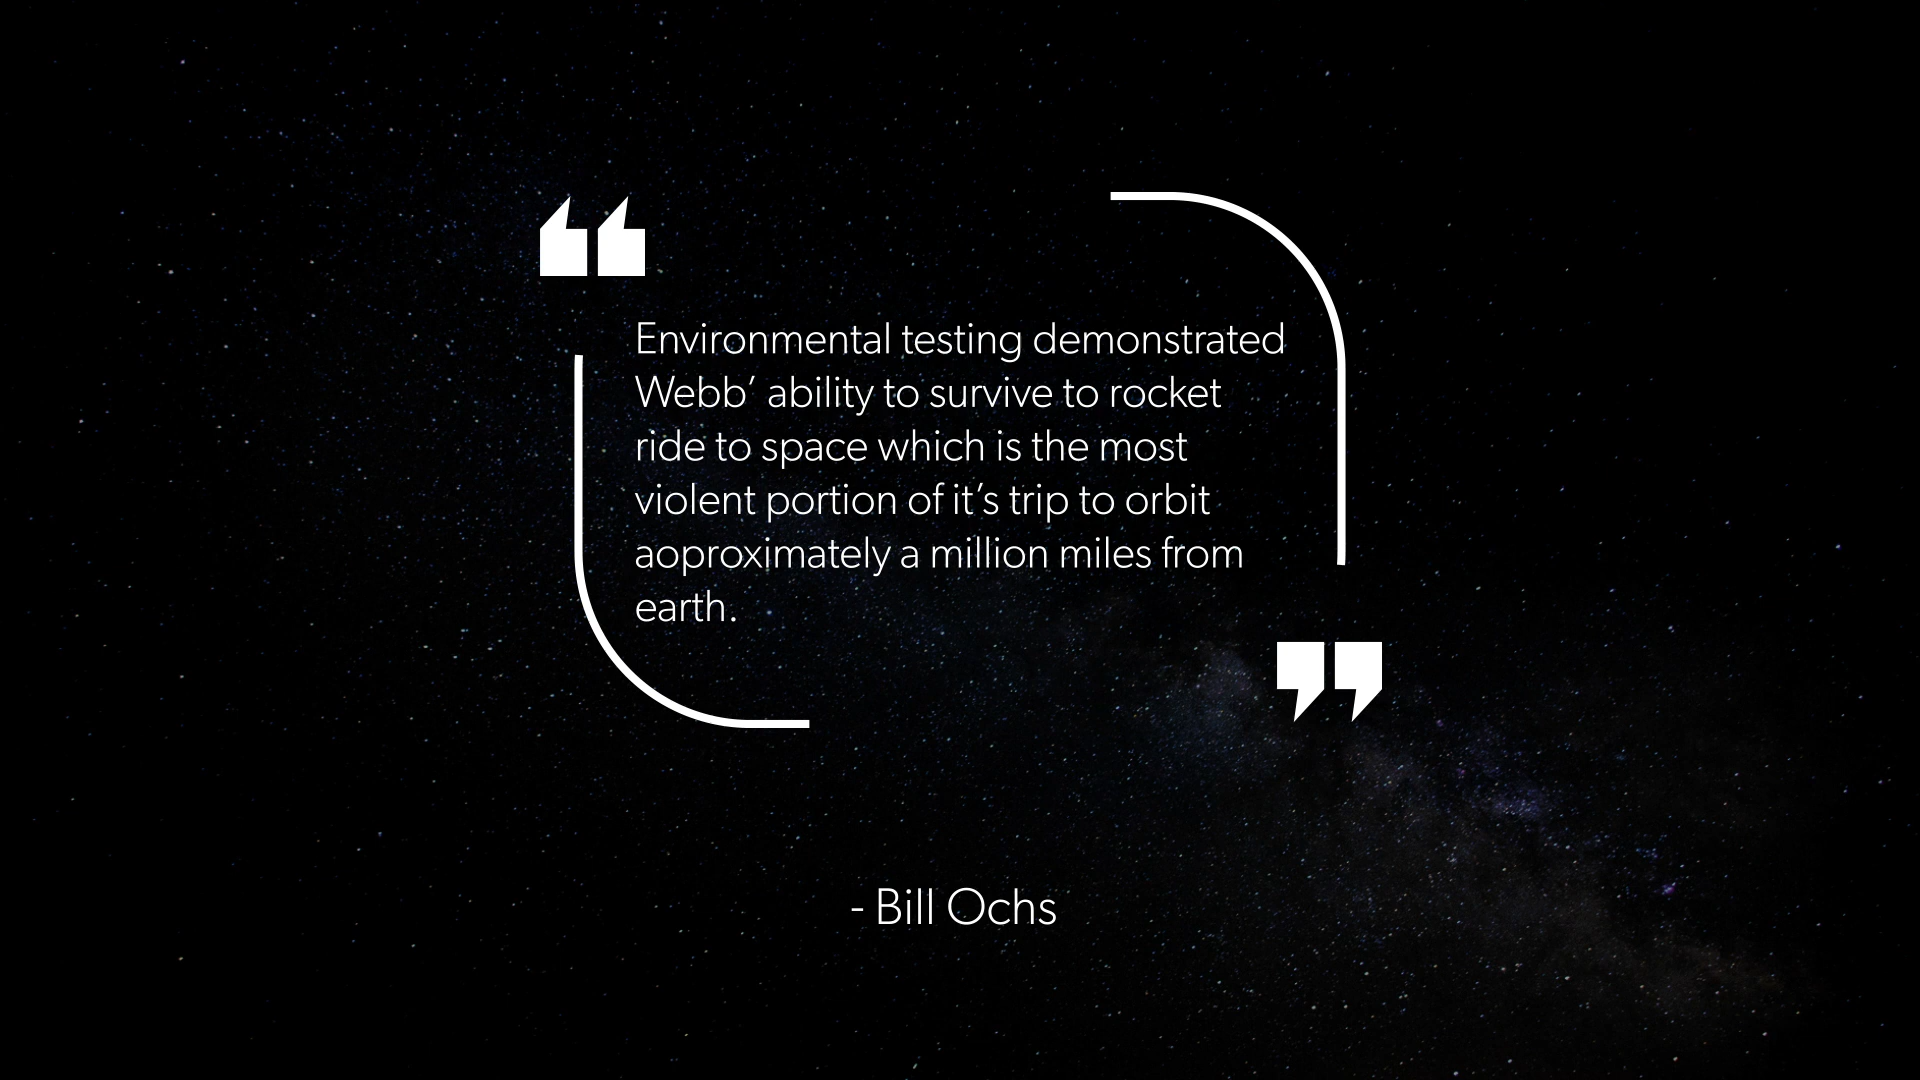 Environmental testing demonstrated
Webb’ ability to survive to rocket
ride to space which is the most
violent portion of it’s trip to orbit
aoproximately a million miles from
earth.
- Bill Ochs